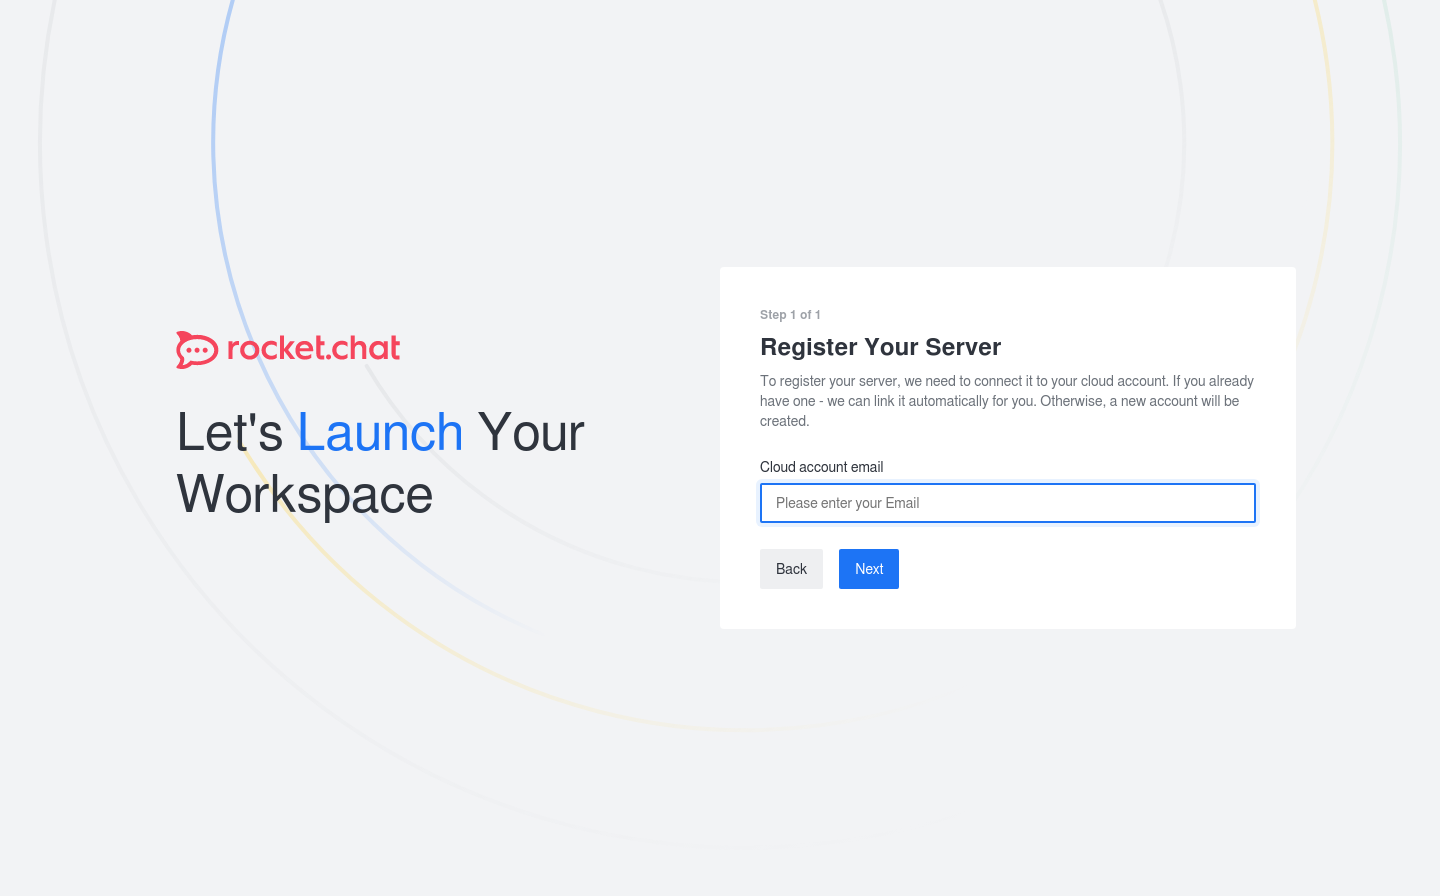 rocket.chat
Let's Launch Your
Workspace
Step 1 of 1
Register Your Server
To register your server, we need to connect it to your cloud account. If you already
have one - we can link it automatically for you. Otherwise, a new account will be
created.
Cloud account email
Please enter your Email
Back
Next